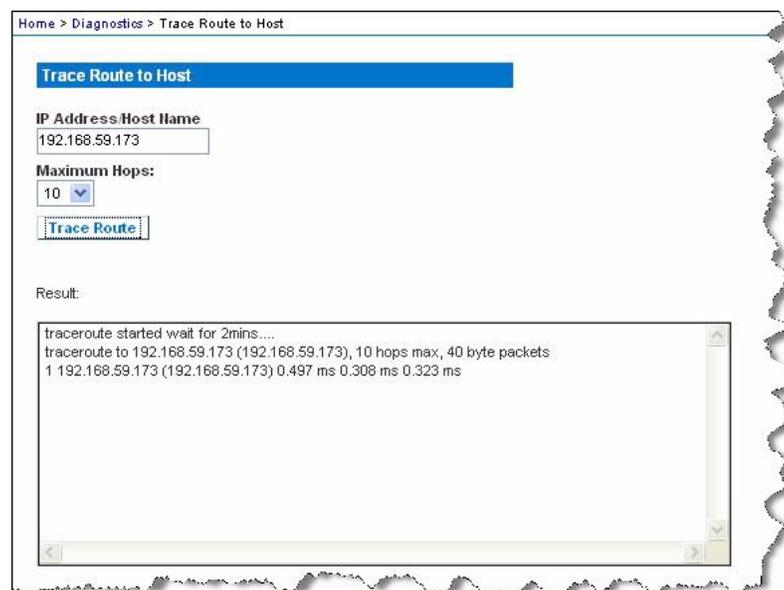 Home > Diagnostics > Trace Route to Host
Trace Route to Host
IP Address/Host Name
192.168.59.173
Maximum Hops:
10
Trace Route
Result:
traceroute started wait for 2mins....
traceroute to 192.168.59.173 (192.168.59.173), 10 hops max, 40 byte packets
1 192.168.59.173 (192.168.59.173) 0.497 ms 0.308 ms 0.323 ms